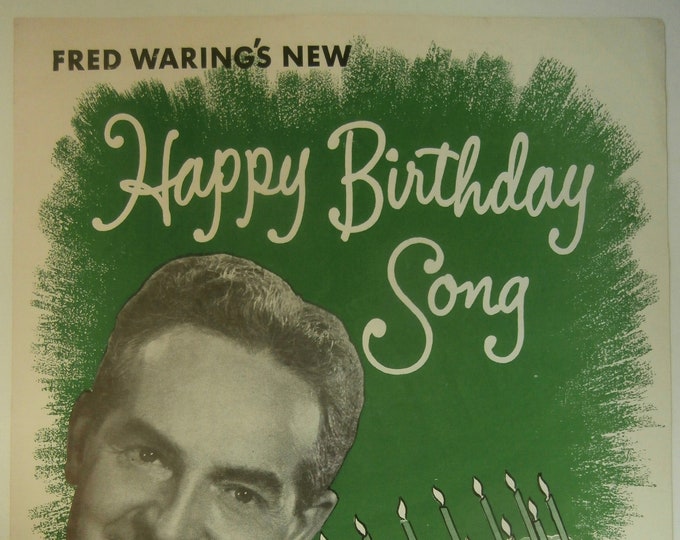 FRED WARING'S NEW
Happy Birthday
Song